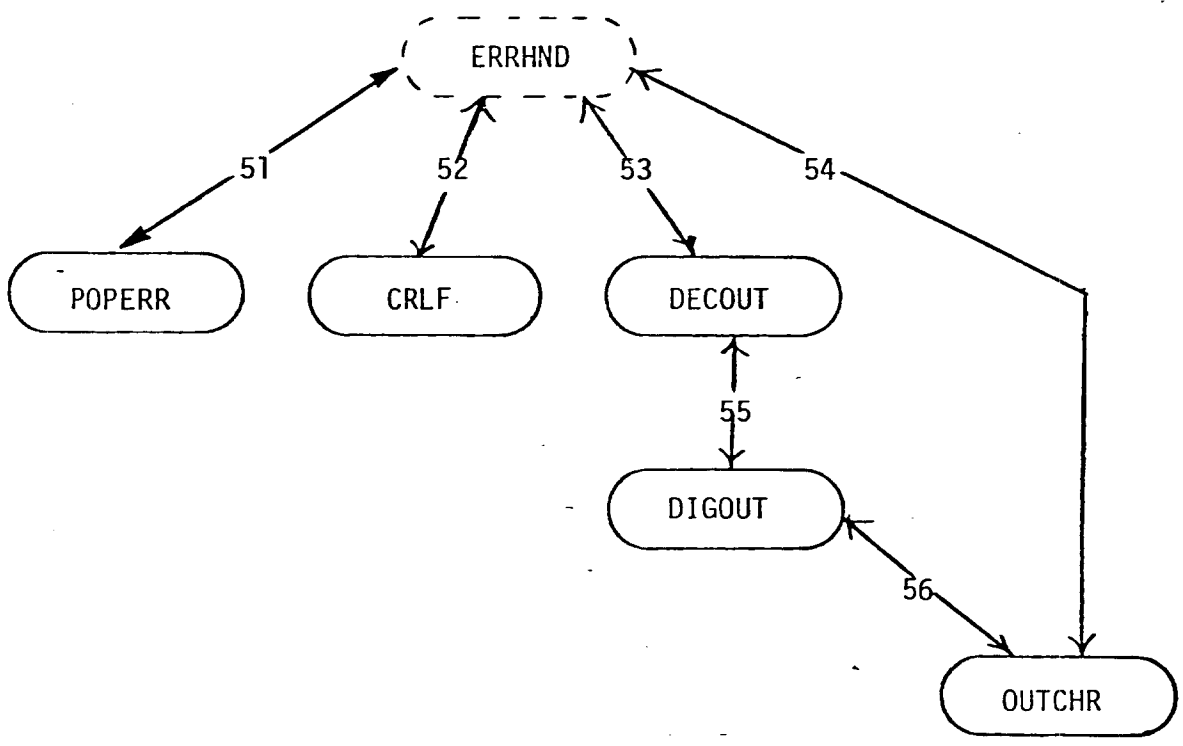 ERRHND
51
52
53
54
POPERR
CRLF
DECOUT
55
DIGOUT
56
OUTCHR